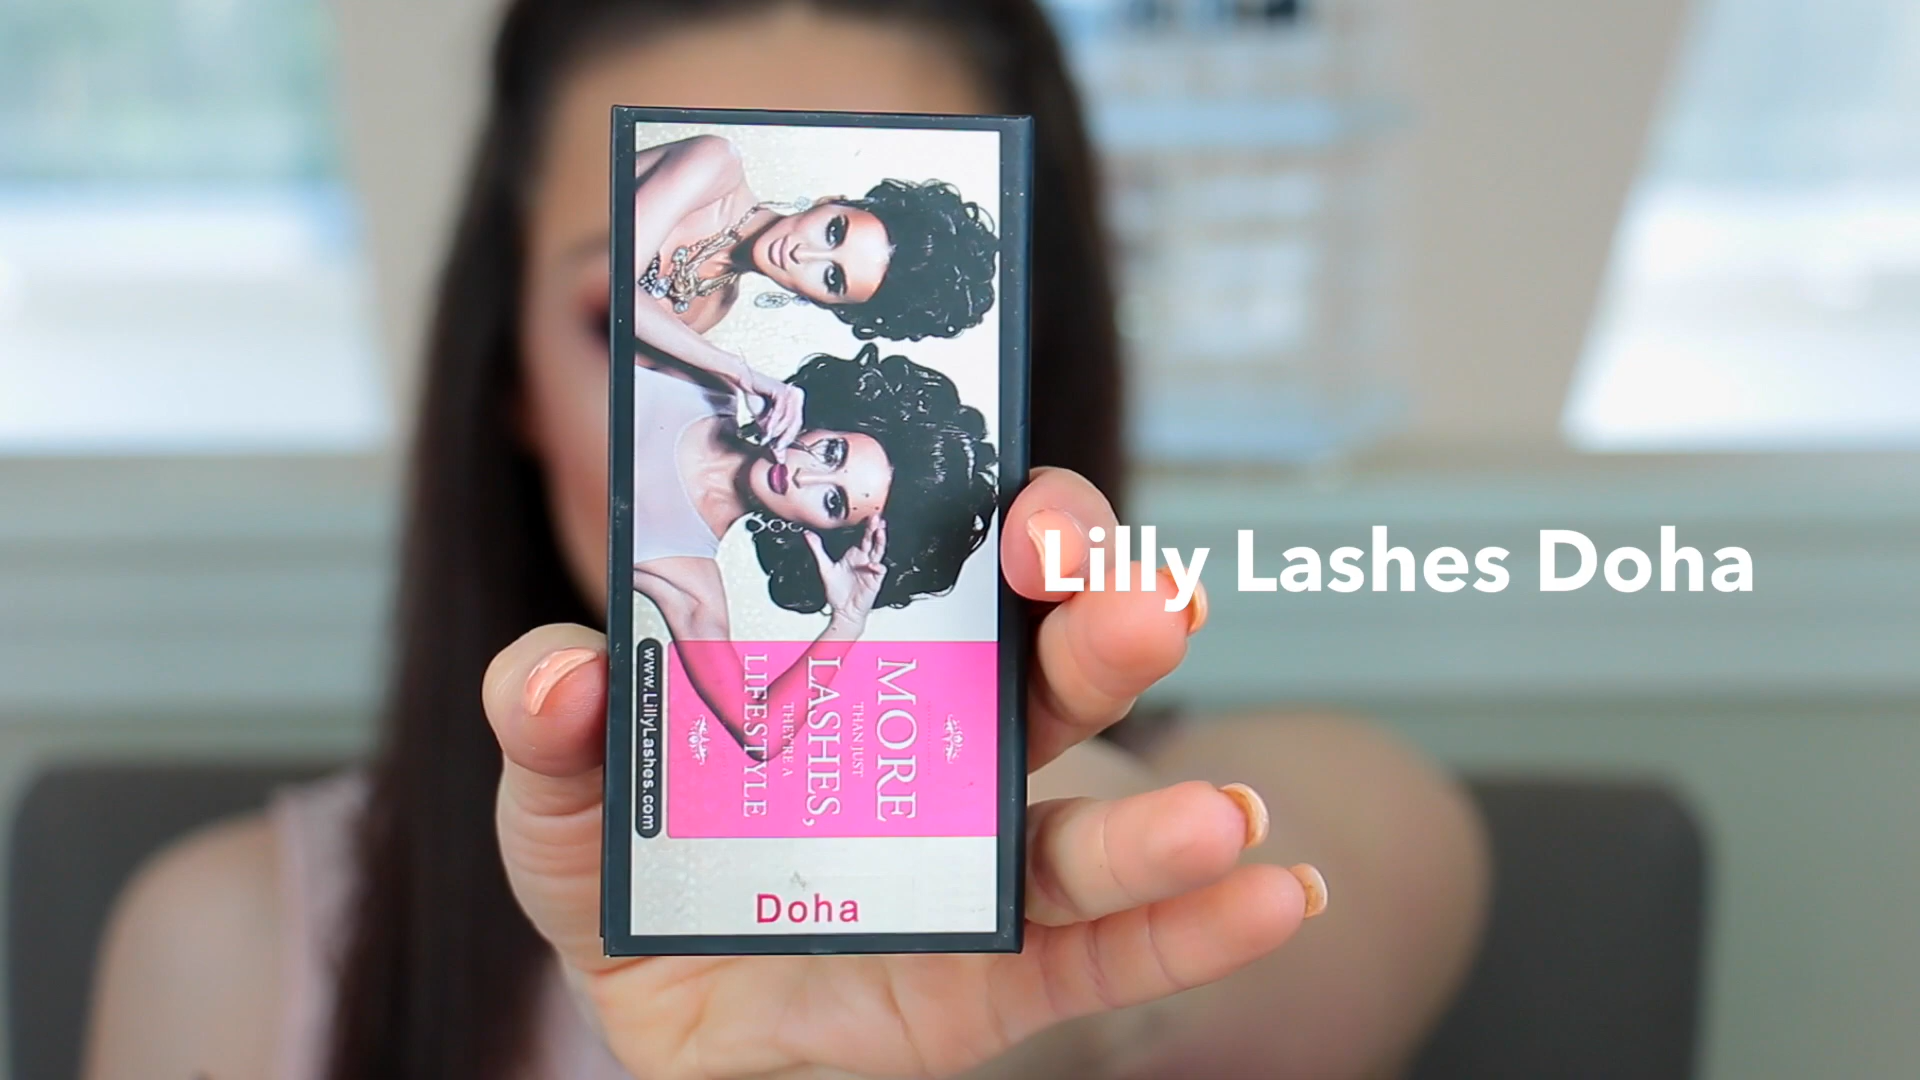 MORE
THAN JUST
LASHES,
THEY'RE A
LIFESTYLE
www.LillyLashes.com
Doha
Lilly Lashes Doha